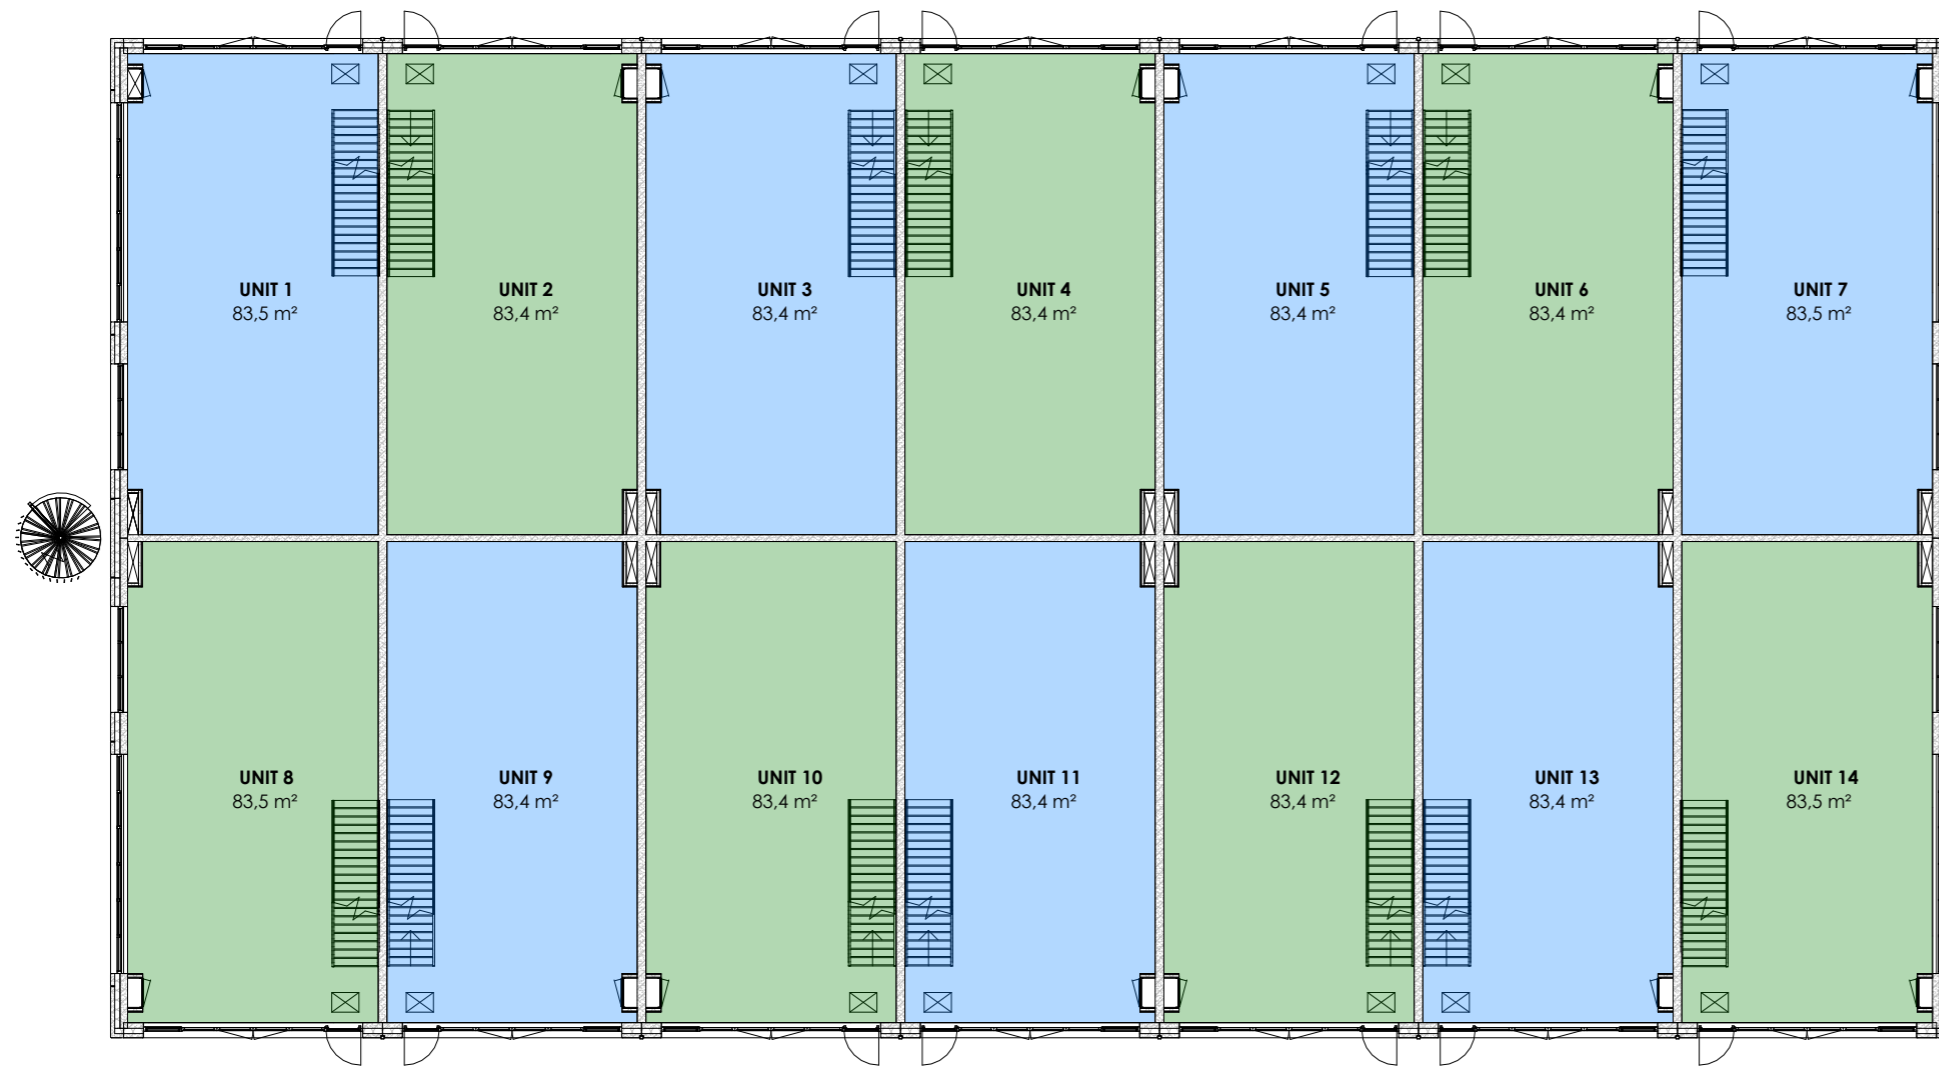 UNIT 1
83,5 m²
UNIT 2
83,4 m²
UNIT 3
83,4 m²
UNIT 4
83,4 m²
UNIT 5
83,4 m²
UNIT 6
83,4 m²
UNIT 7
83,5 m²
UNIT 8
83,5 m²
UNIT 9
83,4 m²
UNIT 10
83,4 m²
UNIT 11
83,4 m²
UNIT 12
83,4 m²
UNIT 13
83,4 m²
UNIT 14
83,5 m²